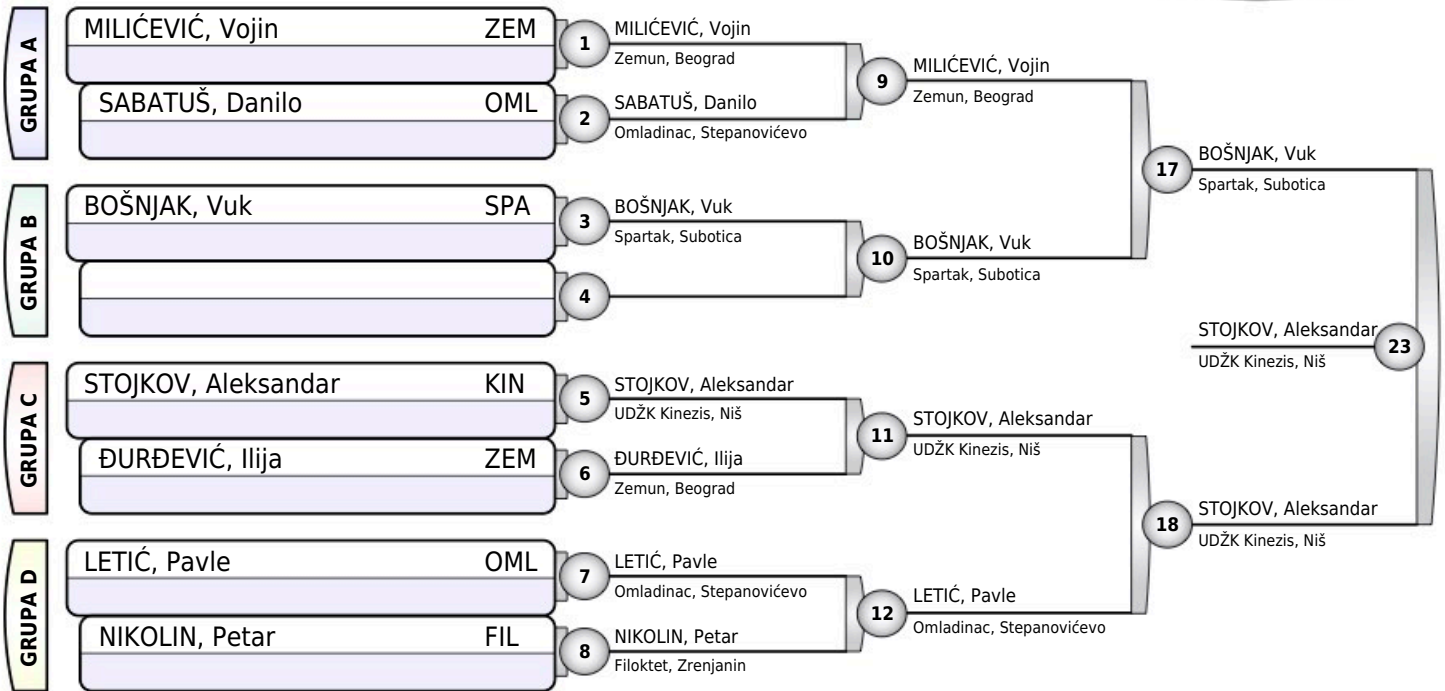 GRUPA A
MILIĆEVIĆ, Vojin ZEM
SABATUŠ, Danilo OML
1
MILIĆEVIĆ, Vojin
Zemun, Beograd
2
SABATUŠ, Danilo
Omladinac, Stepanovićevo
9
MILIĆEVIĆ, Vojin
Zemun, Beograd
GRUPA B
BOŠNJAK, Vuk SPA
3
BOŠNJAK, Vuk
Spartak, Subotica
4
10
BOŠNJAK, Vuk
Spartak, Subotica
17
BOŠNJAK, Vuk
Spartak, Subotica
GRUPA C
STOJKOV, Aleksandar KIN
ĐURĐEVIĆ, Ilija ZEM
5
STOJKOV, Aleksandar
UDŽK Kinezis, Niš
6
ĐURĐEVIĆ, Ilija
Zemun, Beograd
11
STOJKOV, Aleksandar
UDŽK Kinezis, Niš
GRUPA D
LETIĆ, Pavle OML
NIKOLIN, Petar FIL
7
LETIĆ, Pavle
Omladinac, Stepanovićevo
8
NIKOLIN, Petar
Filoktet, Zrenjanin
12
LETIĆ, Pavle
Omladinac, Stepanovićevo
18
STOJKOV, Aleksandar
UDŽK Kinezis, Niš
STOJKOV, Aleksandar
UDŽK Kinezis, Niš
23